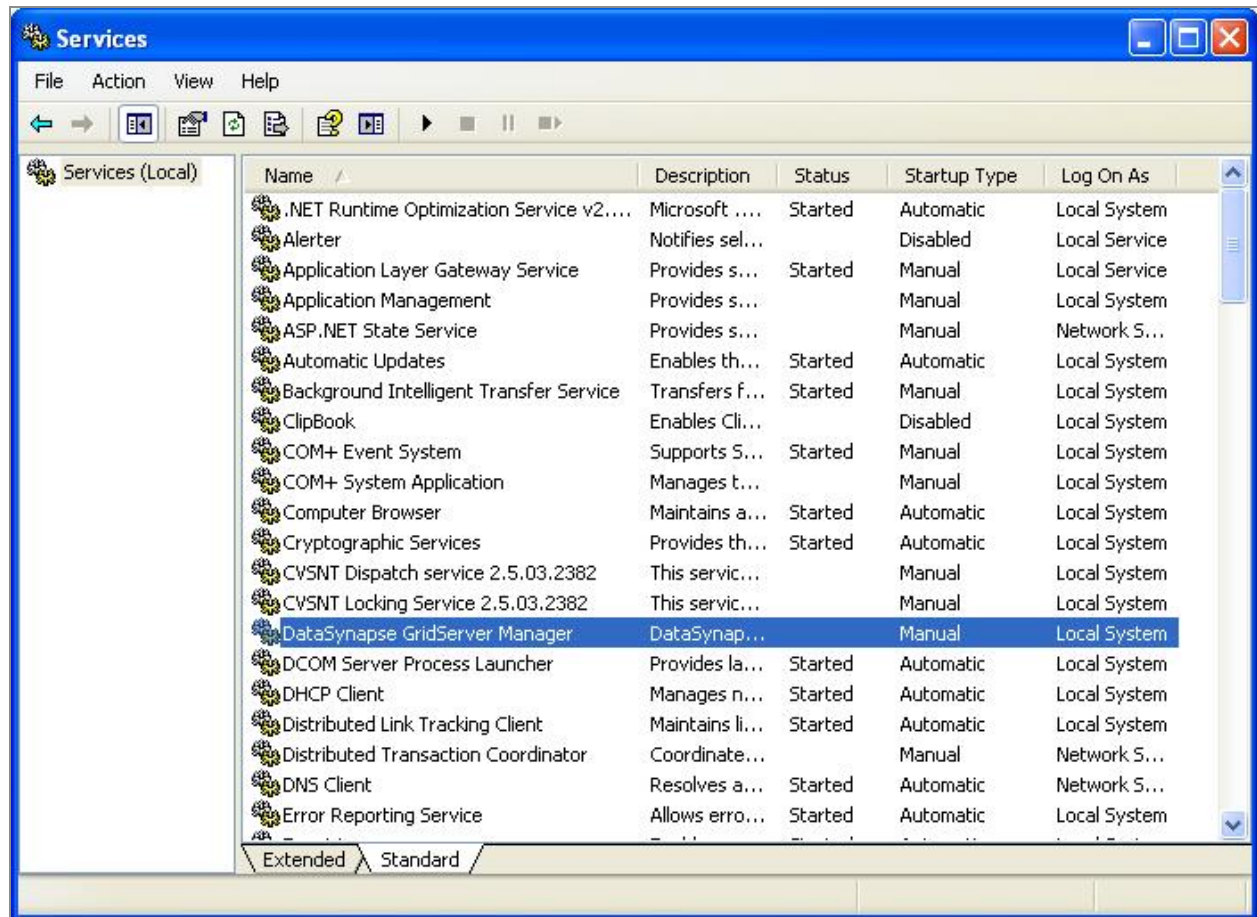 Services
File Action View Help
Services (Local)
Name Description Status Startup Type Log On As
.NET Runtime Optimization Service v2.... Microsoft .... Started Automatic Local System
Alerter Notifies sel... Disabled Local Service
Application Layer Gateway Service Provides s... Started Manual Local Service
Application Management Provides s... Manual Local System
ASP.NET State Service Provides s... Manual Network S...
Automatic Updates Enables th... Started Automatic Local System
Background Intelligent Transfer Service Transfers f... Started Manual Local System
ClipBook Enables Cli... Disabled Local System
COM+ Event System Supports S... Started Manual Local System
COM+ System Application Manages t... Manual Local System
Computer Browser Maintains a... Started Automatic Local System
Cryptographic Services Provides th... Started Automatic Local System
CVSNT Dispatch service 2.5.03.2382 This servic... Manual Local System
CVSNT Locking Service 2.5.03.2382 This servic... Manual Local System
DataSynapse GridServer Manager DataSynap... Manual Local System
DCOM Server Process Launcher Provides la... Started Automatic Local System
DHCP Client Manages n... Started Automatic Local System
Distributed Link Tracking Client Maintains li... Started Automatic Local System
Distributed Transaction Coordinator Coordinate... Manual Network S...
DNS Client Resolves a... Started Automatic Network S...
Error Reporting Service Allows erro... Started Automatic Local System
Extended Standard